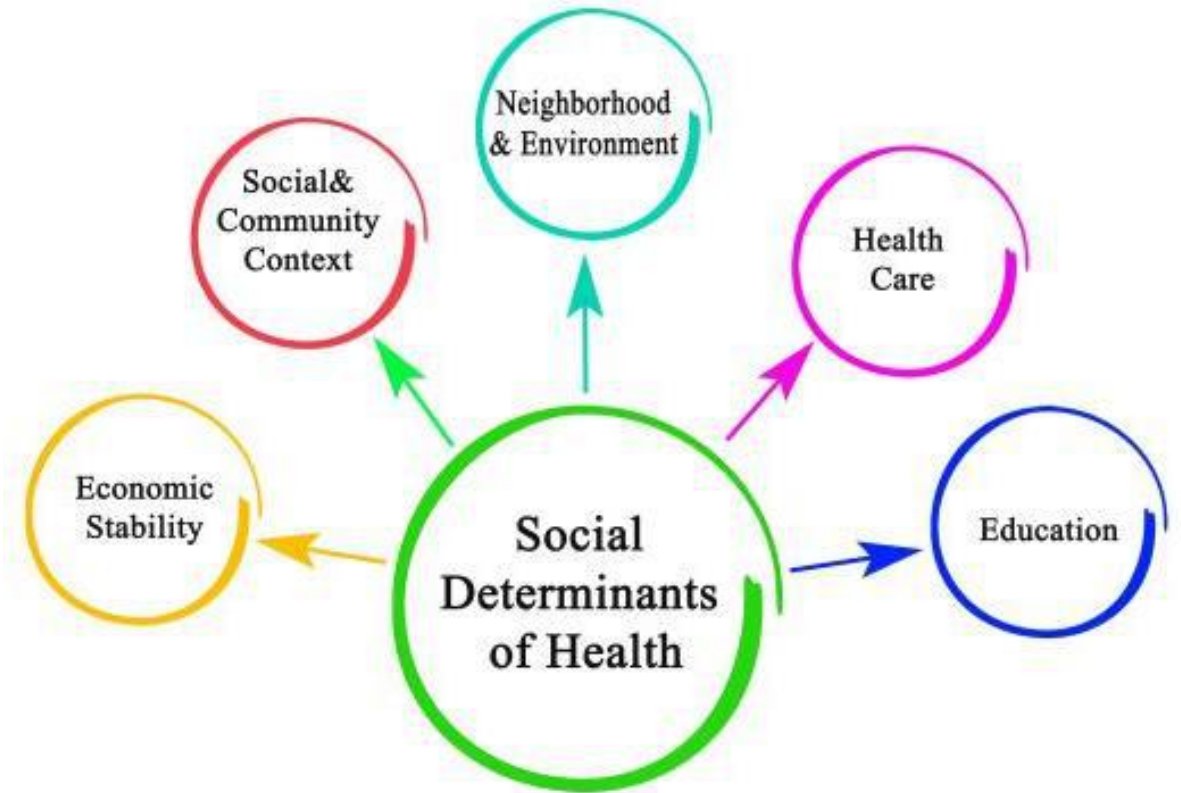 Neighborhood
& Environment
Social&
Community
Context
Health
Care
Economic
Stability
Education
Social
Determinants
of Health